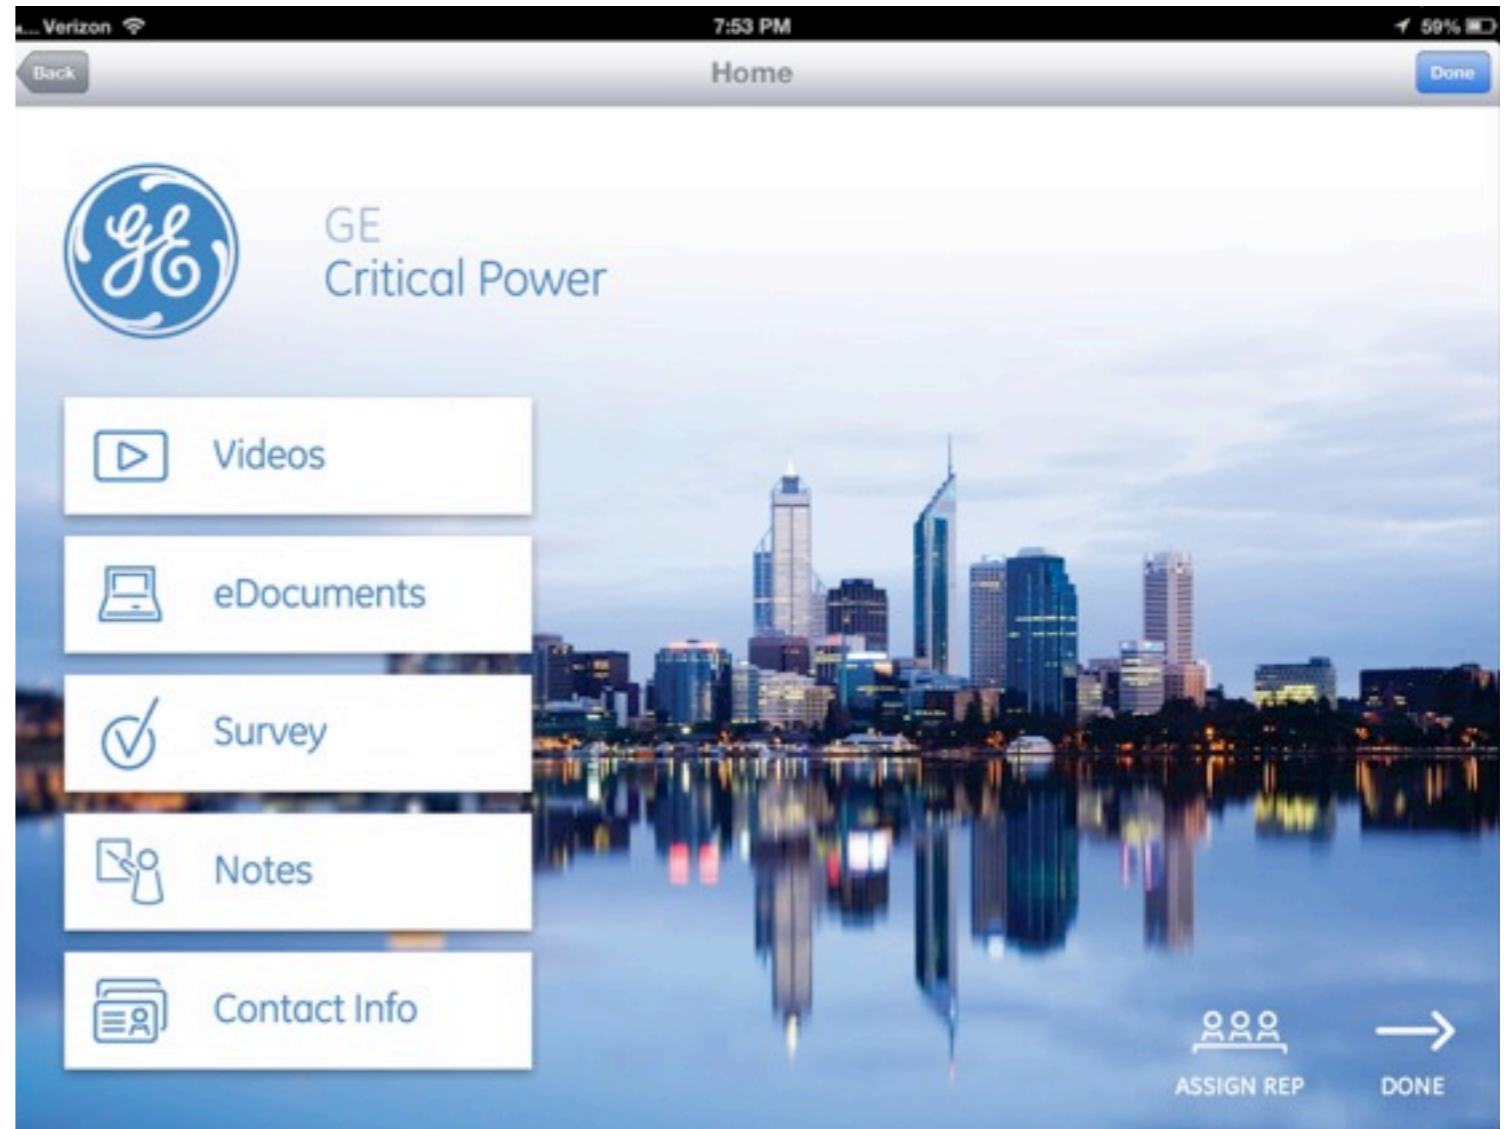 Verizon
7:53 PM
59%
Back
Home
Done
GE
GE
Critical Power
Videos
eDocuments
Survey
Notes
Contact Info
ASSIGN REP
DONE